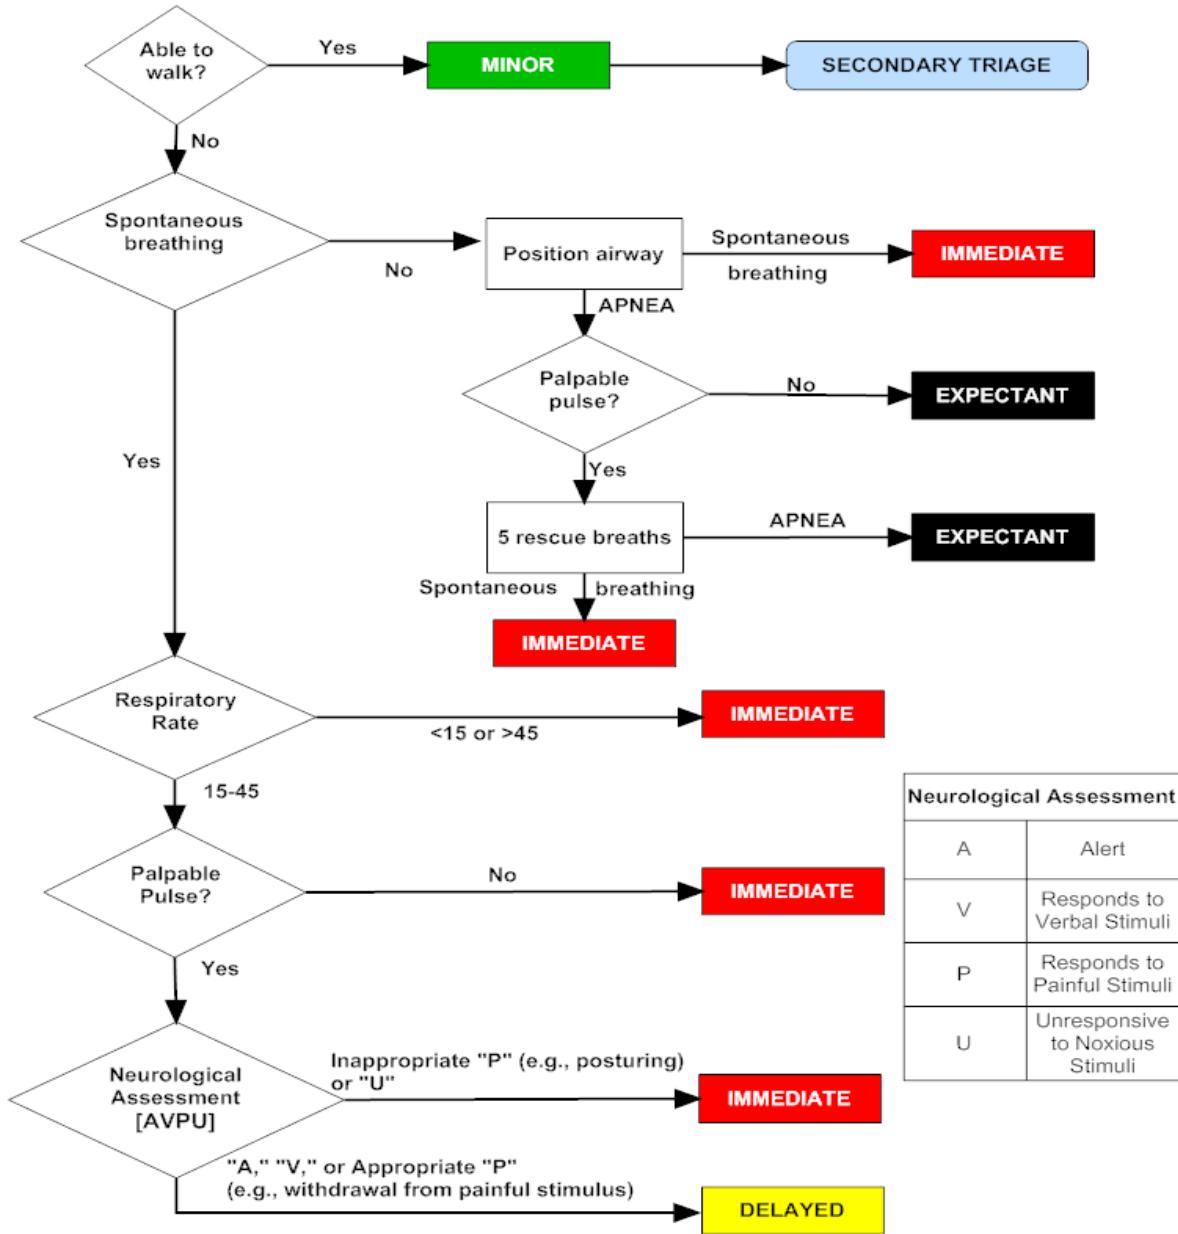 Able to
walk?
Yes
MINOR
SECONDARY TRIAGE
No
Spontaneous
breathing
No
Position airway
Spontaneous
breathing
IMMEDIATE
APNEA
Palpable
pulse?
No
EXPECTANT
Yes
Yes
5 rescue breaths
APNEA
EXPECTANT
Spontaneous breathing
IMMEDIATE
Respiratory
Rate
<15 or >45
IMMEDIATE
15-45
Palpable
Pulse?
No
IMMEDIATE
Yes
Neurological
Assessment
[AVPU]
Inappropriate "P" (e.g., posturing)
or "U"
IMMEDIATE
"A," "V," or Appropriate "P"
(e.g., withdrawal from painful stimulus)
DELAYED
Neurological Assessment
A
Alert
V
Responds to
Verbal Stimuli
P
Responds to
Painful Stimuli
U
Unresponsive
to Noxious
Stimuli